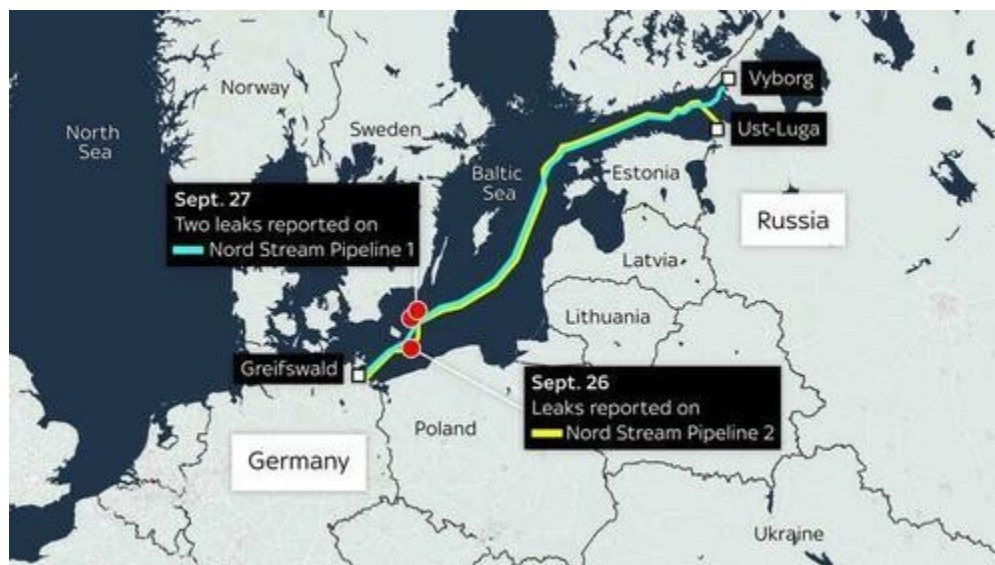 Vyborg
Norway
North
Sea
Sweden
Ust-Luga
Baltic
Sea
Estonia
Sept. 27
Two leaks reported on
Nord Stream Pipeline 1
Russia
Latvia
Lithuania
Greifswald
Sept. 26
Leaks reported on
Nord Stream Pipeline 2
Poland
Germany
Ukraine